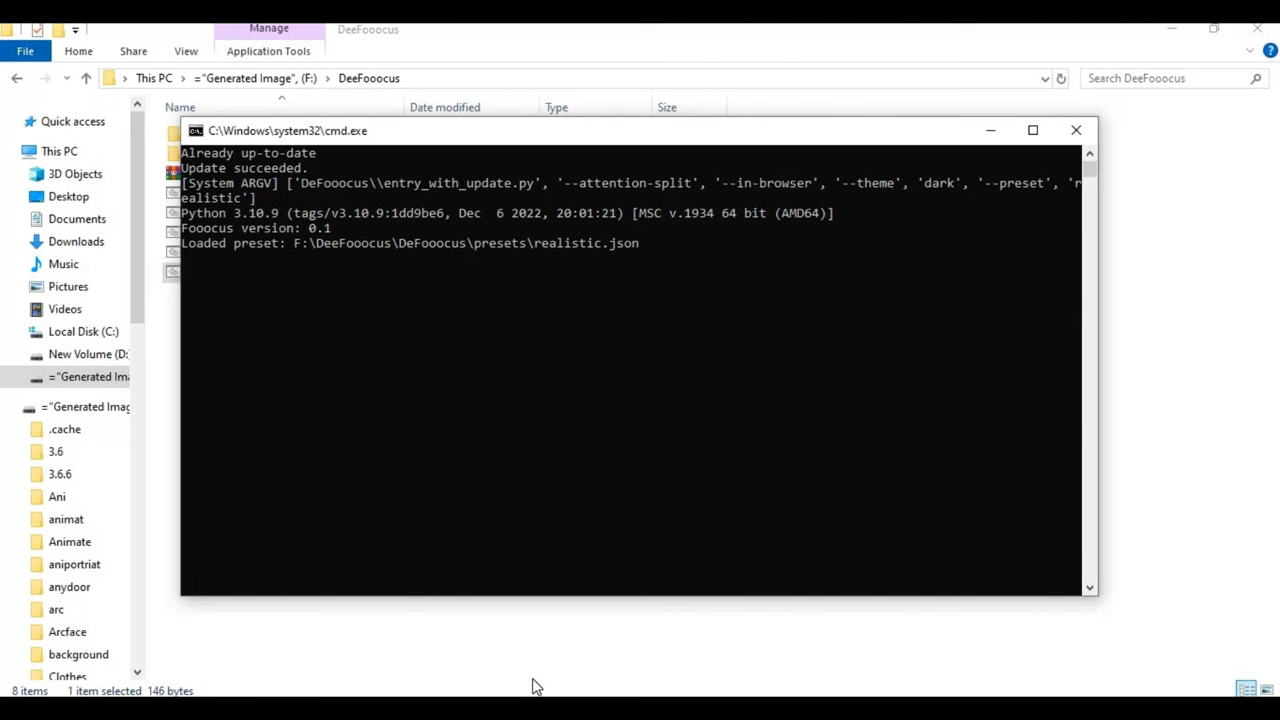 Manage
DeeFooocus
File
Home
Share
View
Application Tools
This PC
="Generated Image", (F:)
DeeFooocus
Search DeeFooocus
Name
Date modified
Type
Size
Quick access
This PC
3D Objects
Desktop
Documents
Downloads
Music
Pictures
Videos
Local Disk (C:)
New Volume (D:
="Generated Ima
="Generated Imag
.cache
3.6
3.6.6
Ani
animat
Animate
aniportriat
anydoor
arc
Arcface
background
Clothes
C:\Windows\system32\cmd.exe
Already up-to-date
Update succeeded.
[System ARGV] ['DeFooocus\\entry_with_update.py', '--attention-split', '--in-browser', '--theme', 'dark', '--preset', 'r
ealistic']
Python 3.10.9 (tags/v3.10.9:1dd9be6, Dec  6 2022, 20:01:21) [MSC v.1934 64 bit (AMD64)]
Fooocus version: 0.1
Loaded preset: F:\DeeFooocus\DeFooocus\presets\realistic.json
8 items
1 item selected
146 bytes